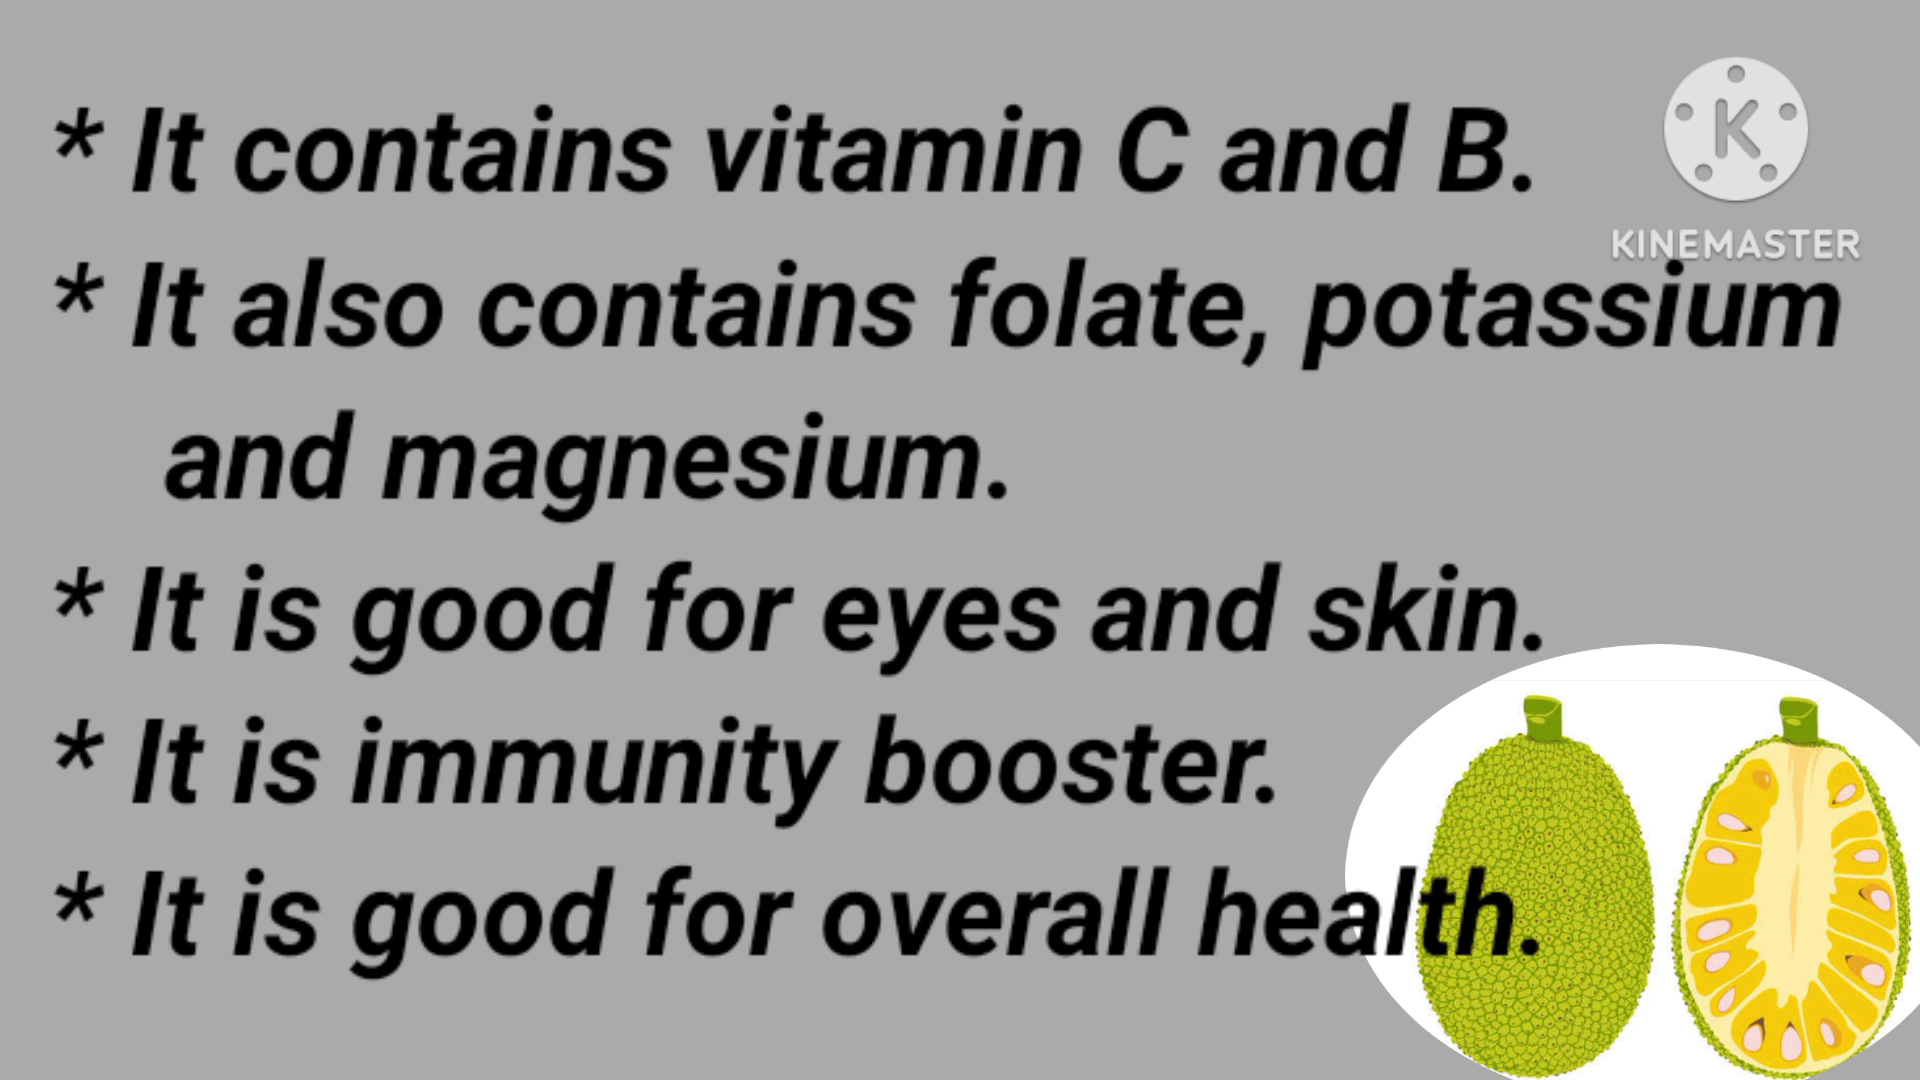 * It contains vitamin C and B.
K
KINEMASTER
* It also contains folate, potassium
and magnesium.
* It is good for eyes and skin.
* It is immunity booster.
* It is good for overall health.